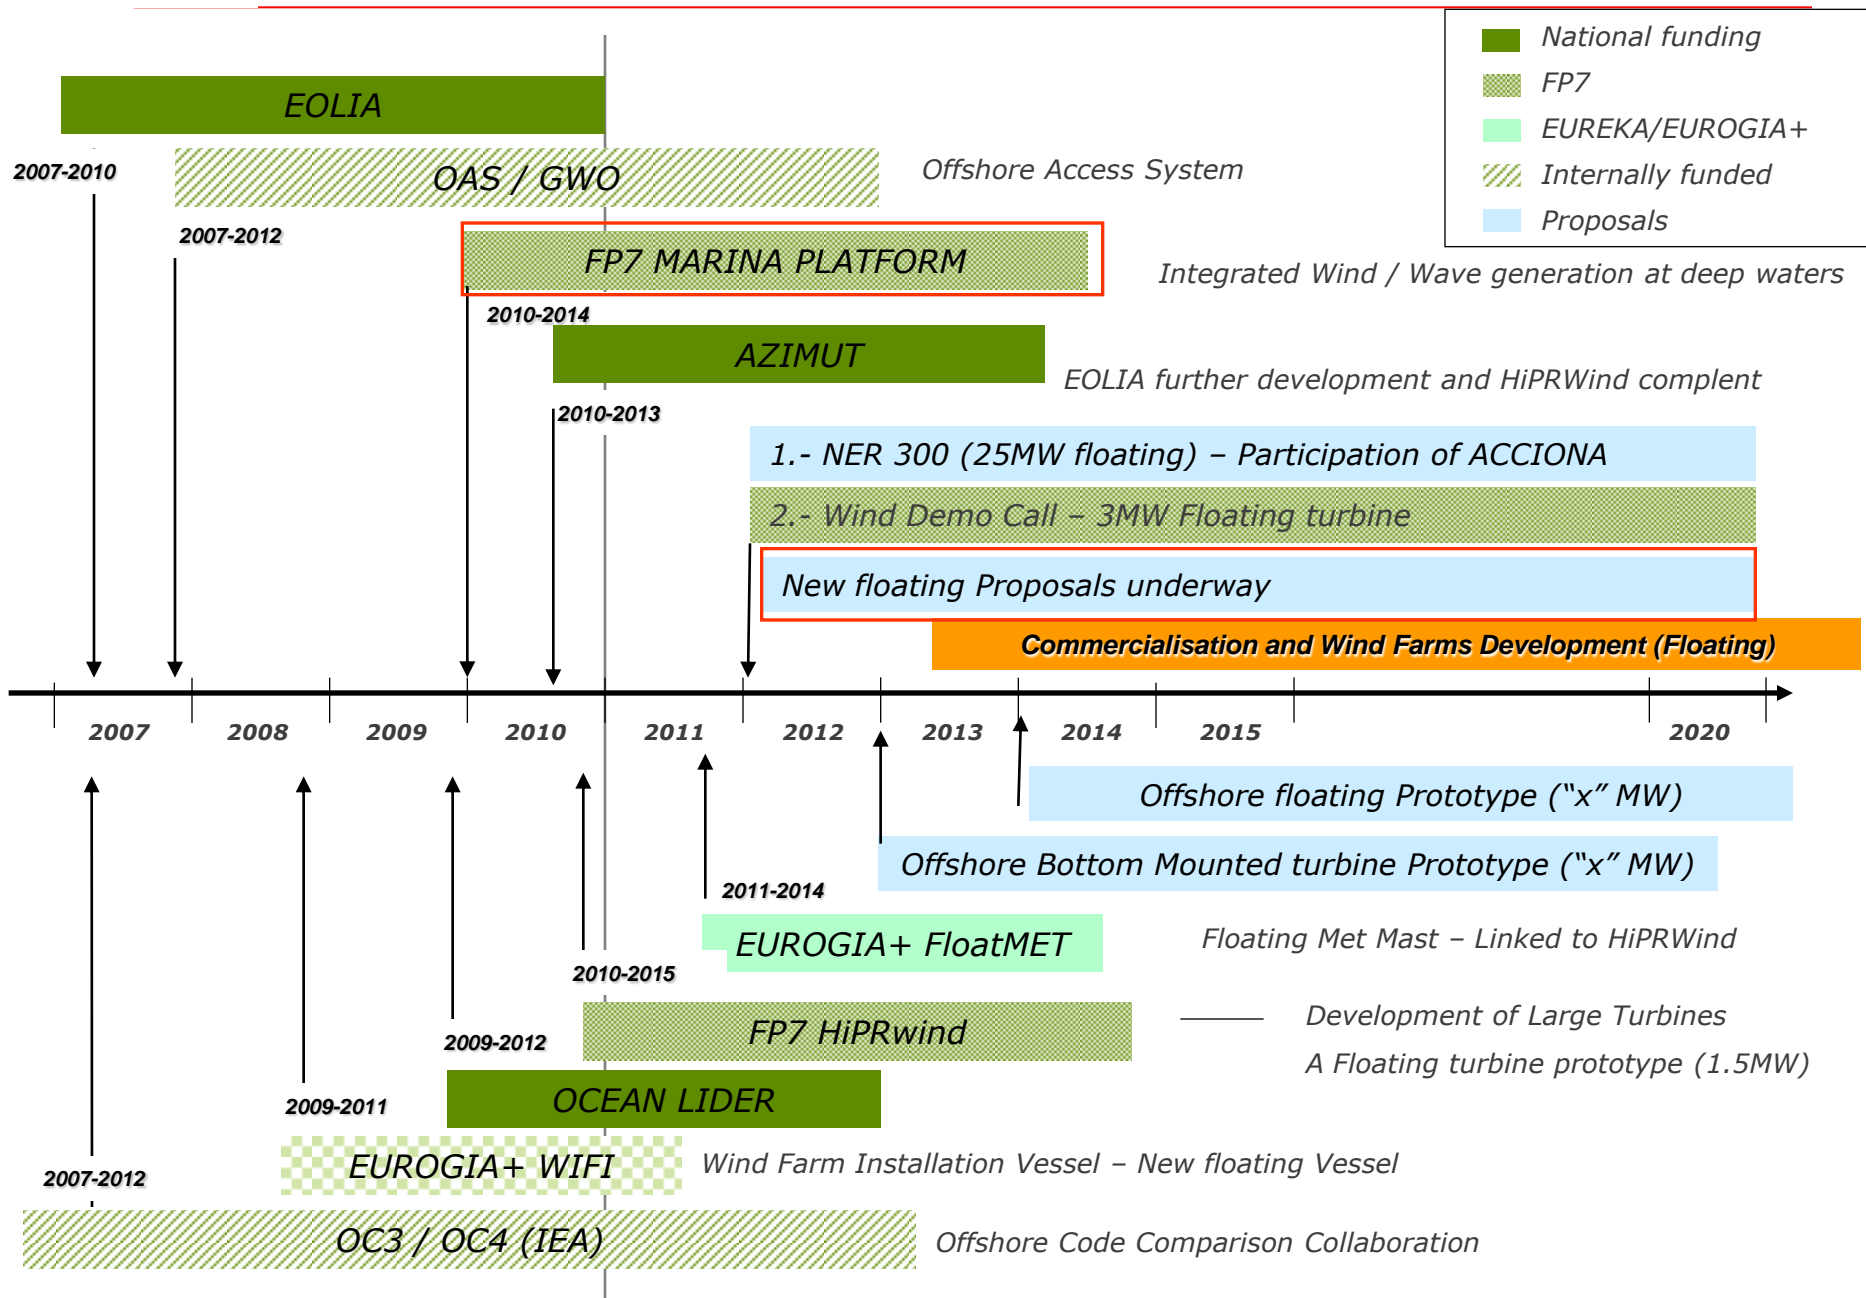 National funding
FP7
EUREKA/EUROGIA+
Internally funded
Proposals
EOLIA
2007-2010
OAS / GWO
Offshore Access System
2007-2012
FP7 MARINA PLATFORM
Integrated Wind / Wave generation at deep waters
2010-2014
AZIMUT
EOLIA further development and HiPRWind complent
2010-2013
1.- NER 300 (25MW floating) – Participation of ACCIONA
2.- Wind Demo Call – 3MW Floating turbine
New floating Proposals underway
Commercialisation and Wind Farms Development (Floating)
2007 2008 2009 2010 2011 2012 2013 2014 2015 2020
Offshore floating Prototype (“x” MW)
Offshore Bottom Mounted turbine Prototype (“x” MW)
2011-2014
EUROGIA+ FloatMET
Floating Met Mast – Linked to HiPRWind
2010-2015
FP7 HiPRwind
Development of Large Turbines
A Floating turbine prototype (1.5MW)
2009-2012
OCEAN LIDER
2009-2011
EUROGIA+ WIFI
Wind Farm Installation Vessel – New floating Vessel
2007-2012
OC3 / OC4 (IEA)
Offshore Code Comparison Collaboration